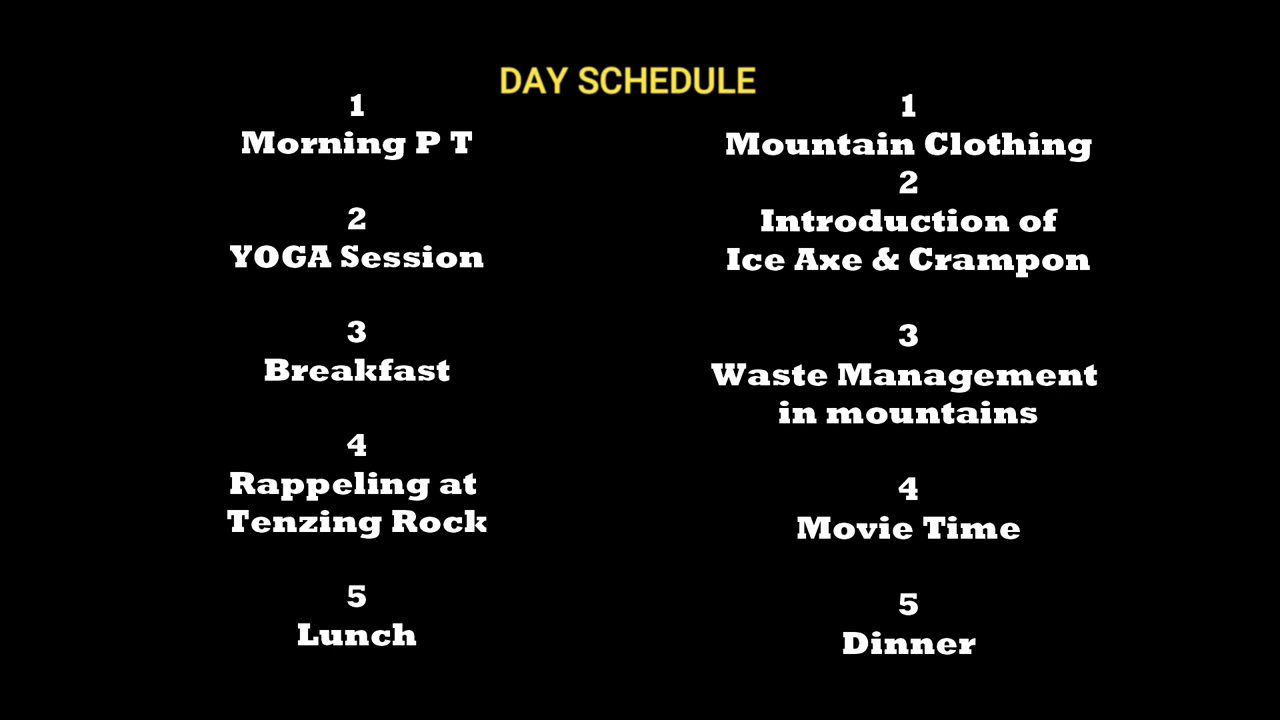 DAY SCHEDULE
1
Morning P T
2
YOGA Session
3
Breakfast
4
Rappeling at
Tenzing Rock
5
Lunch
1
Mountain Clothing
2
Introduction of
Ice Axe & Crampon
3
Waste Management
in mountains
4
Movie Time
5
Dinner